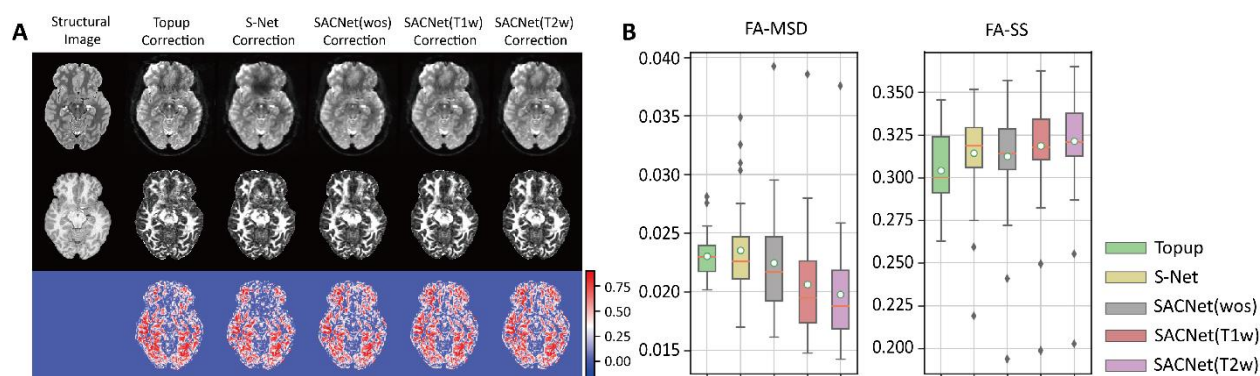 A
Structural
Image
Topup
Correction
S-Net
Correction
SACNet(wos)
Correction
SACNet(T1w)
Correction
SACNet(T2w)
Correction
0.75
0.50
0.25
0.00
B
FA-MSD
0.040
0.035
0.030
0.025
0.020
0.015
FA-SS
0.350
0.325
0.300
0.275
0.250
0.225
0.200
Topup
S-Net
SACNet(wos)
SACNet(T1w)
SACNet(T2w)